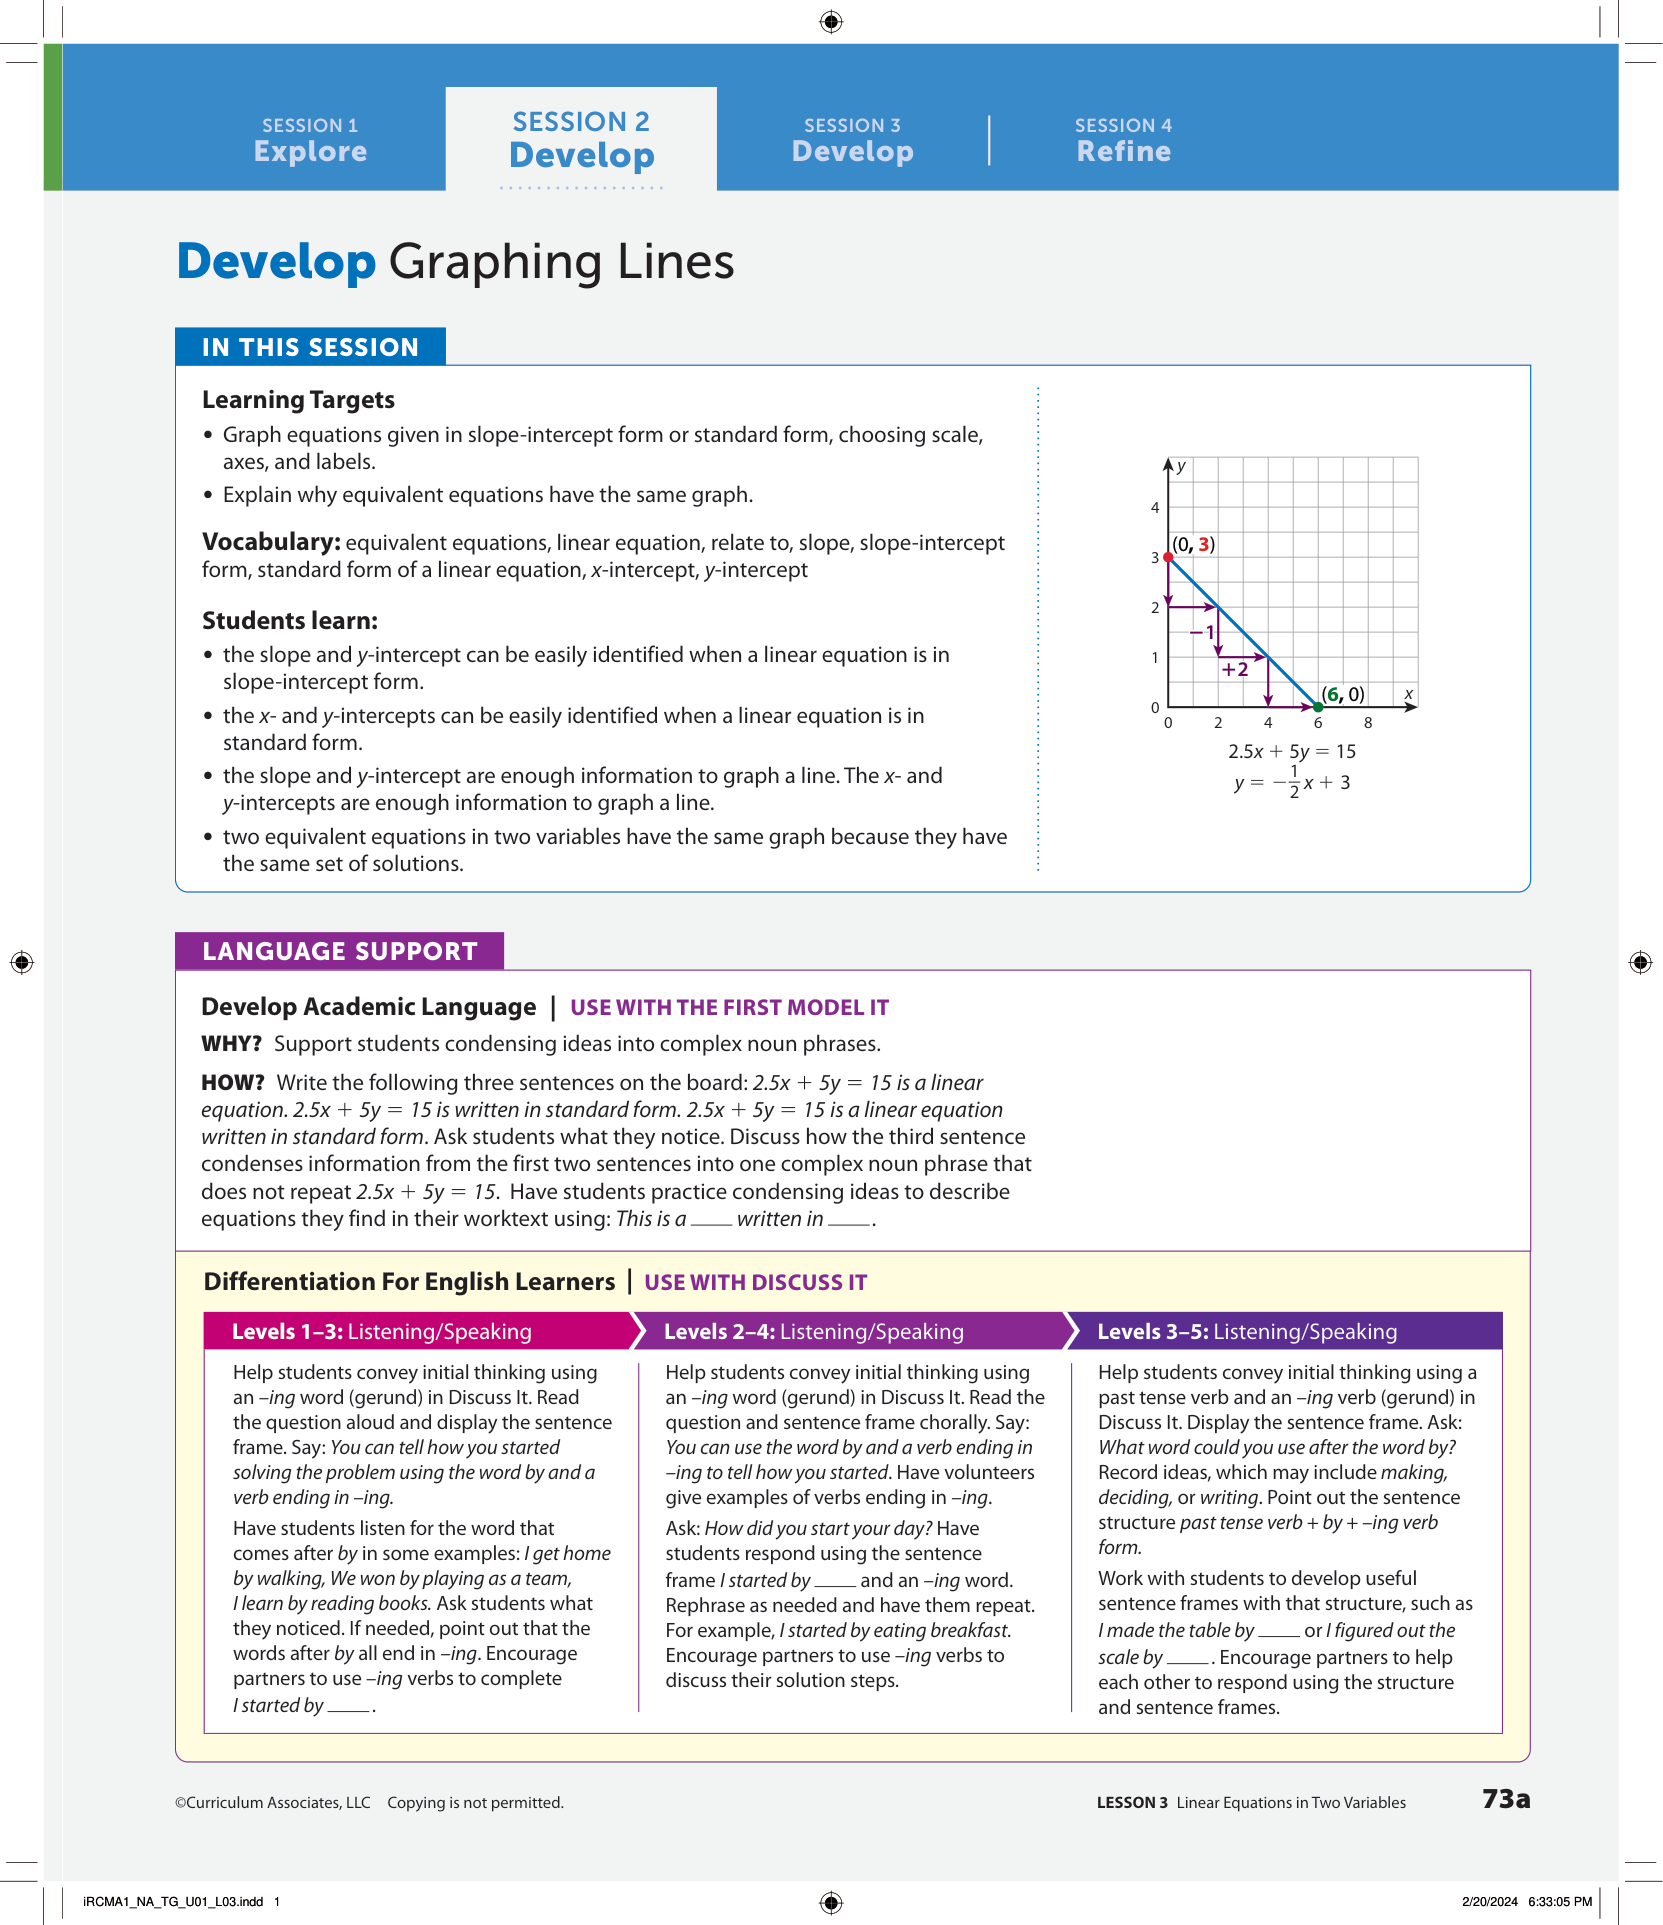 SESSION 1
Explore
SESSION 2
Develop
SESSION 3
Develop
SESSION 4
Refine
Develop Graphing Lines
IN THIS SESSION
Learning Targets
• Graph equations given in slope-intercept form or standard form, choosing scale,
axes, and labels.
• Explain why equivalent equations have the same graph.
Vocabulary: equivalent equations, linear equation, relate to, slope, slope-intercept
form, standard form of a linear equation, x-intercept, y-intercept
Students learn:
• the slope and y-intercept can be easily identified when a linear equation is in
slope-intercept form.
• the x- and y-intercepts can be easily identified when a linear equation is in
standard form.
• the slope and y-intercept are enough information to graph a line. The x- and
y-intercepts are enough information to graph a line.
• two equivalent equations in two variables have the same graph because they have
the same set of solutions.
y
4
(0, 3)
3
2
−1
1
+2
(6, 0)
x
0
0 2 4 6 8
2.5x + 5y = 15
y = −1/2 x + 3
LANGUAGE SUPPORT
Develop Academic Language | USE WITH THE FIRST MODEL IT
WHY? Support students condensing ideas into complex noun phrases.
HOW? Write the following three sentences on the board: 2.5x + 5y = 15 is a linear
equation. 2.5x + 5y = 15 is written in standard form. 2.5x + 5y = 15 is a linear equation
written in standard form. Ask students what they notice. Discuss how the third sentence
condenses information from the first two sentences into one complex noun phrase that
does not repeat 2.5x + 5y = 15. Have students practice condensing ideas to describe
equations they find in their worktext using: This is a ____ written in ____.
Differentiation For English Learners | USE WITH DISCUSS IT
Levels 1–3: Listening/Speaking
Help students convey initial thinking using
an –ing word (gerund) in Discuss It. Read
the question aloud and display the sentence
frame. Say: You can tell how you started
solving the problem using the word by and a
verb ending in –ing.
Have students listen for the word that
comes after by in some examples: I get home
by walking, We won by playing as a team,
I learn by reading books. Ask students what
they noticed. If needed, point out that the
words after by all end in –ing. Encourage
partners to use –ing verbs to complete
I started by ____.
Levels 2–4: Listening/Speaking
Help students convey initial thinking using
an –ing word (gerund) in Discuss It. Read the
question and sentence frame chorally. Say:
You can use the word by and a verb ending in
–ing to tell how you started. Have volunteers
give examples of verbs ending in –ing.
Ask: How did you start your day? Have
students respond using the sentence
frame I started by ____ and an –ing word.
Rephrase as needed and have them repeat.
For example, I started by eating breakfast.
Encourage partners to use –ing verbs to
discuss their solution steps.
Levels 3–5: Listening/Speaking
Help students convey initial thinking using a
past tense verb and an –ing verb (gerund) in
Discuss It. Display the sentence frame. Ask:
What word could you use after the word by?
Record ideas, which may include making,
deciding, or writing. Point out the sentence
structure past tense verb + by + –ing verb
form.
Work with students to develop useful
sentence frames with that structure, such as
I made the table by ____ or I figured out the
scale by ____. Encourage partners to help
each other to respond using the structure
and sentence frames.
©Curriculum Associates, LLC Copying is not permitted.
LESSON 3 Linear Equations in Two Variables 73a
iRCMA1_NA_TG_U01_L03.indd 1
2/20/2024 6:33:05 PM